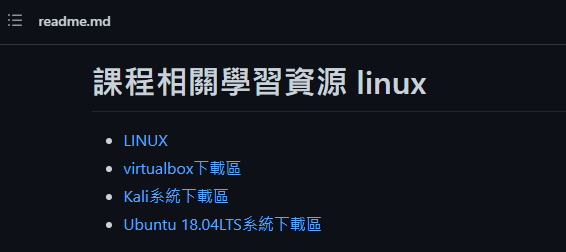 readme.md
課程相關學習資源 linux
LINUX
virtualbox下載區
Kali系統下載區
Ubuntu 18.04LTS系統下載區